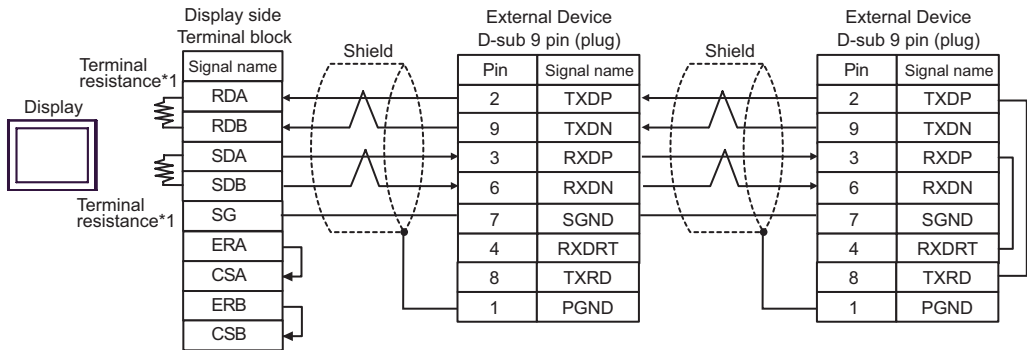 Display side
Terminal block
External Device
D-sub 9 pin (plug)
External Device
D-sub 9 pin (plug)
Shield
Shield
Terminal
resistance*1
Display
Terminal
resistance*1
Signal name
RDA
RDB
SDA
SDB
SG
ERA
CSA
ERB
CSB
Pin Signal name
2 TXDP
9 TXDN
3 RXDP
6 RXDN
7 SGND
4 RXDRT
8 TXRD
1 PGND
Pin Signal name
2 TXDP
9 TXDN
3 RXDP
6 RXDN
7 SGND
4 RXDRT
8 TXRD
1 PGND